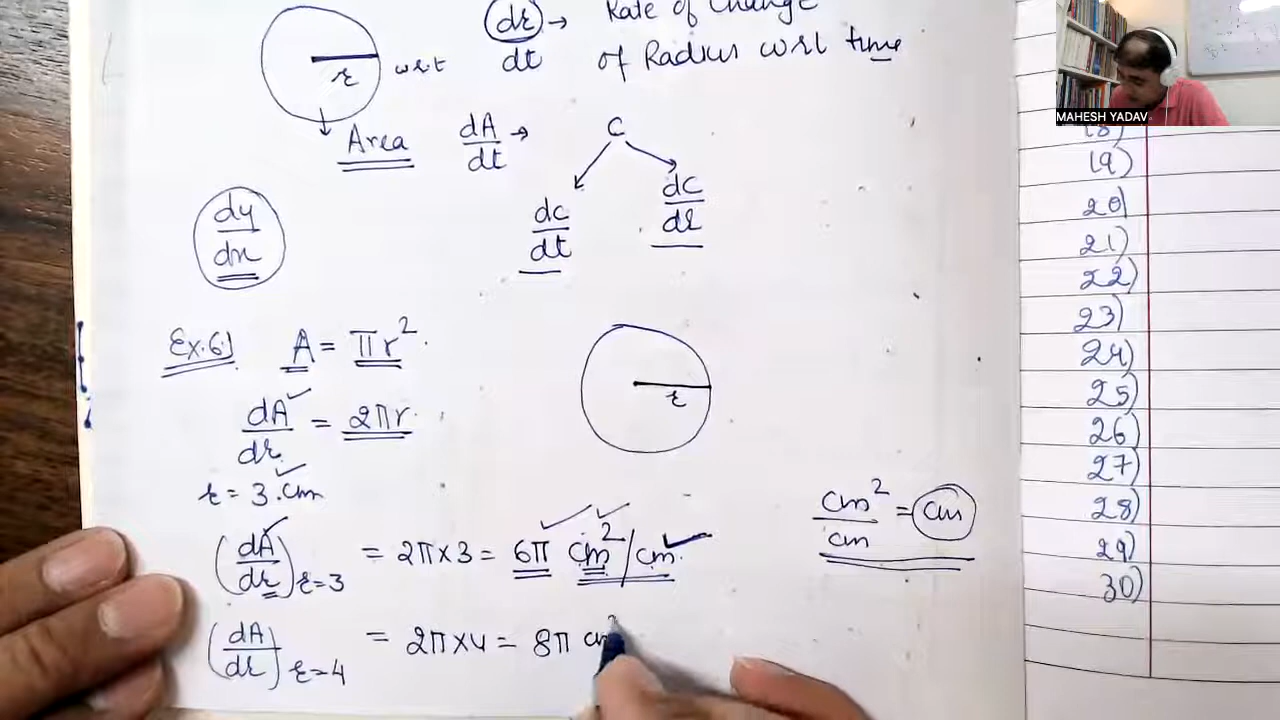 dr/dt → Rate of Change
of Radius wrt time
r wrt
Area dA/dt →
C
dc/dt dc/dr
dy/dx
Ex.6) A = πr².
dA/dr = 2πr.
r
r = 3.cm
(dA/dr)r=3 = 2π×3 = 6π cm²/cm.
cm²/cm = cm
(dA/dr)r=4 = 2π×4 = 8π cm²
MAHESH YADAV
18)
19)
20)
21)
22)
23)
24)
25)
26)
27)
28)
29)
30)